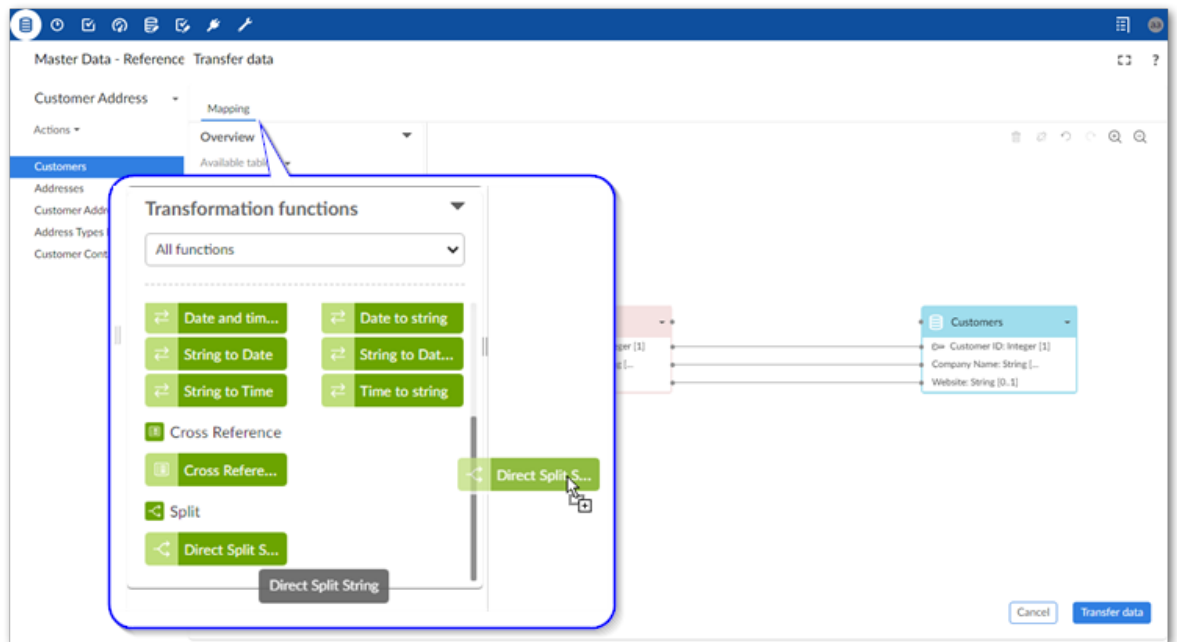 Master Data - Reference Transfer data
Customer Address
Mapping
Actions
Overview
Available tabl
Customers
Addresses
Customer Addr
Address Types
Customer Cont
Transformation functions
All functions
Date and tim...
Date to string
String to Date
String to Dat...
String to Time
Time to string
Cross Reference
Cross Refere...
Direct Split S...
Split
Direct Split S...
Direct Split String
ger [1]
g [...
Customers
Customer ID: Integer [1]
Company Name: String [...
Website: String [0..1]
Cancel
Transfer data
?